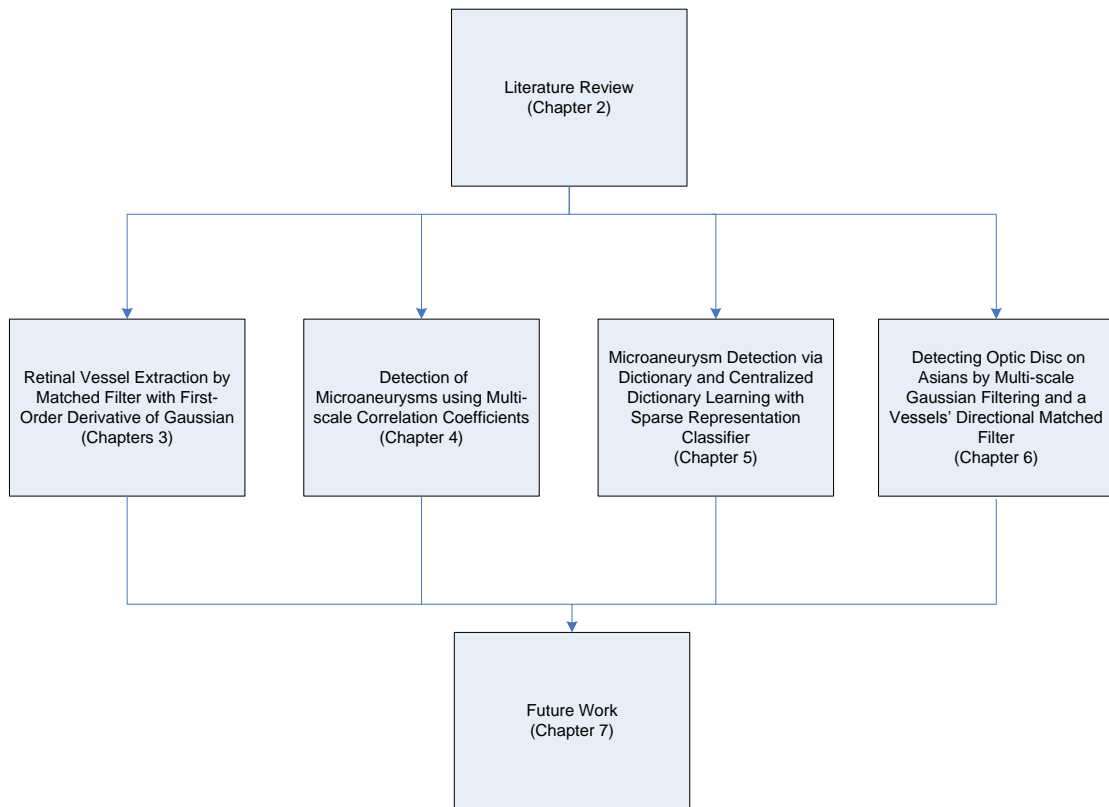 Literature Review
(Chapter 2)
Retinal Vessel Extraction by
Matched Filter with First-
Order Derivative of Gaussian
(Chapters 3)
Detection of
Microaneurysms using Multi-
scale Correlation Coefficients
(Chapter 4)
Microaneurysm Detection via
Dictionary and Centralized
Dictionary Learning with
Sparse Representation
Classifier
(Chapter 5)
Detecting Optic Disc on
Asians by Multi-scale
Gaussian Filtering and a
Vessels’ Directional Matched
Filter
(Chapter 6)
Future Work
(Chapter 7)